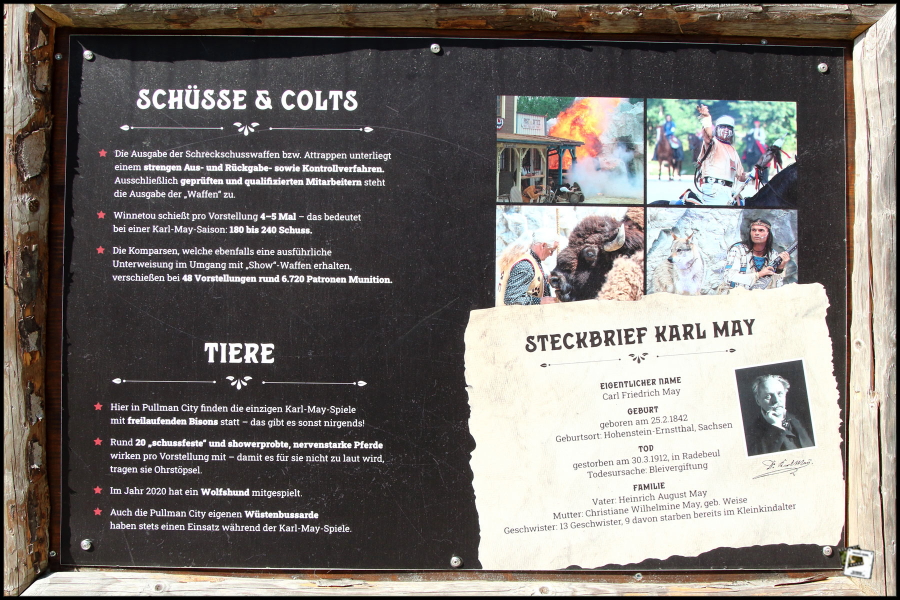 SCHÜSSE & COLTS
Die Ausgabe der Schreckschusswaffen bzw. Attrappen unterliegt
einem strengen Aus- und Rückgabe- sowie Kontrollverfahren.
Ausschließlich geprüften und qualifizierten Mitarbeitern steht
die Ausgabe der „Waffen" zu.
Winnetou schießt pro Vorstellung 4–5 Mal – das bedeutet
bei einer Karl-May-Saison: 180 bis 240 Schuss.
Die Komparsen, welche ebenfalls eine ausführliche
Unterweisung im Umgang mit „Show"-Waffen erhalten,
verschießen bei 48 Vorstellungen rund 6.720 Patronen Munition.
TIERE
Hier in Pullman City finden die einzigen Karl-May-Spiele
mit freilaufenden Bisons statt – das gibt es sonst nirgends!
Rund 20 „schussfeste" und showerprobte, nervenstarke Pferde
wirken pro Vorstellung mit – damit es für sie nicht zu laut wird,
tragen sie Ohrstöpsel.
Im Jahr 2020 hat ein Wolfshund mitgespielt.
Auch die Pullman City eigenen Wüstenbussarde
haben stets einen Einsatz während der Karl-May-Spiele.
STECKBRIEF KARL MAY
EIGENTLICHER NAME
Carl Friedrich May
GEBURT
geboren am 25.2.1842
Geburtsort: Hohenstein-Ernstthal, Sachsen
TOD
gestorben am 30.3.1912, in Radebeul
Todesursache: Bleivergiftung
FAMILIE
Vater: Heinrich August May
Mutter: Christiane Wilhelmine May, geb. Weise
Geschwister: 13 Geschwister, 9 davon starben bereits im Kleinkindalter